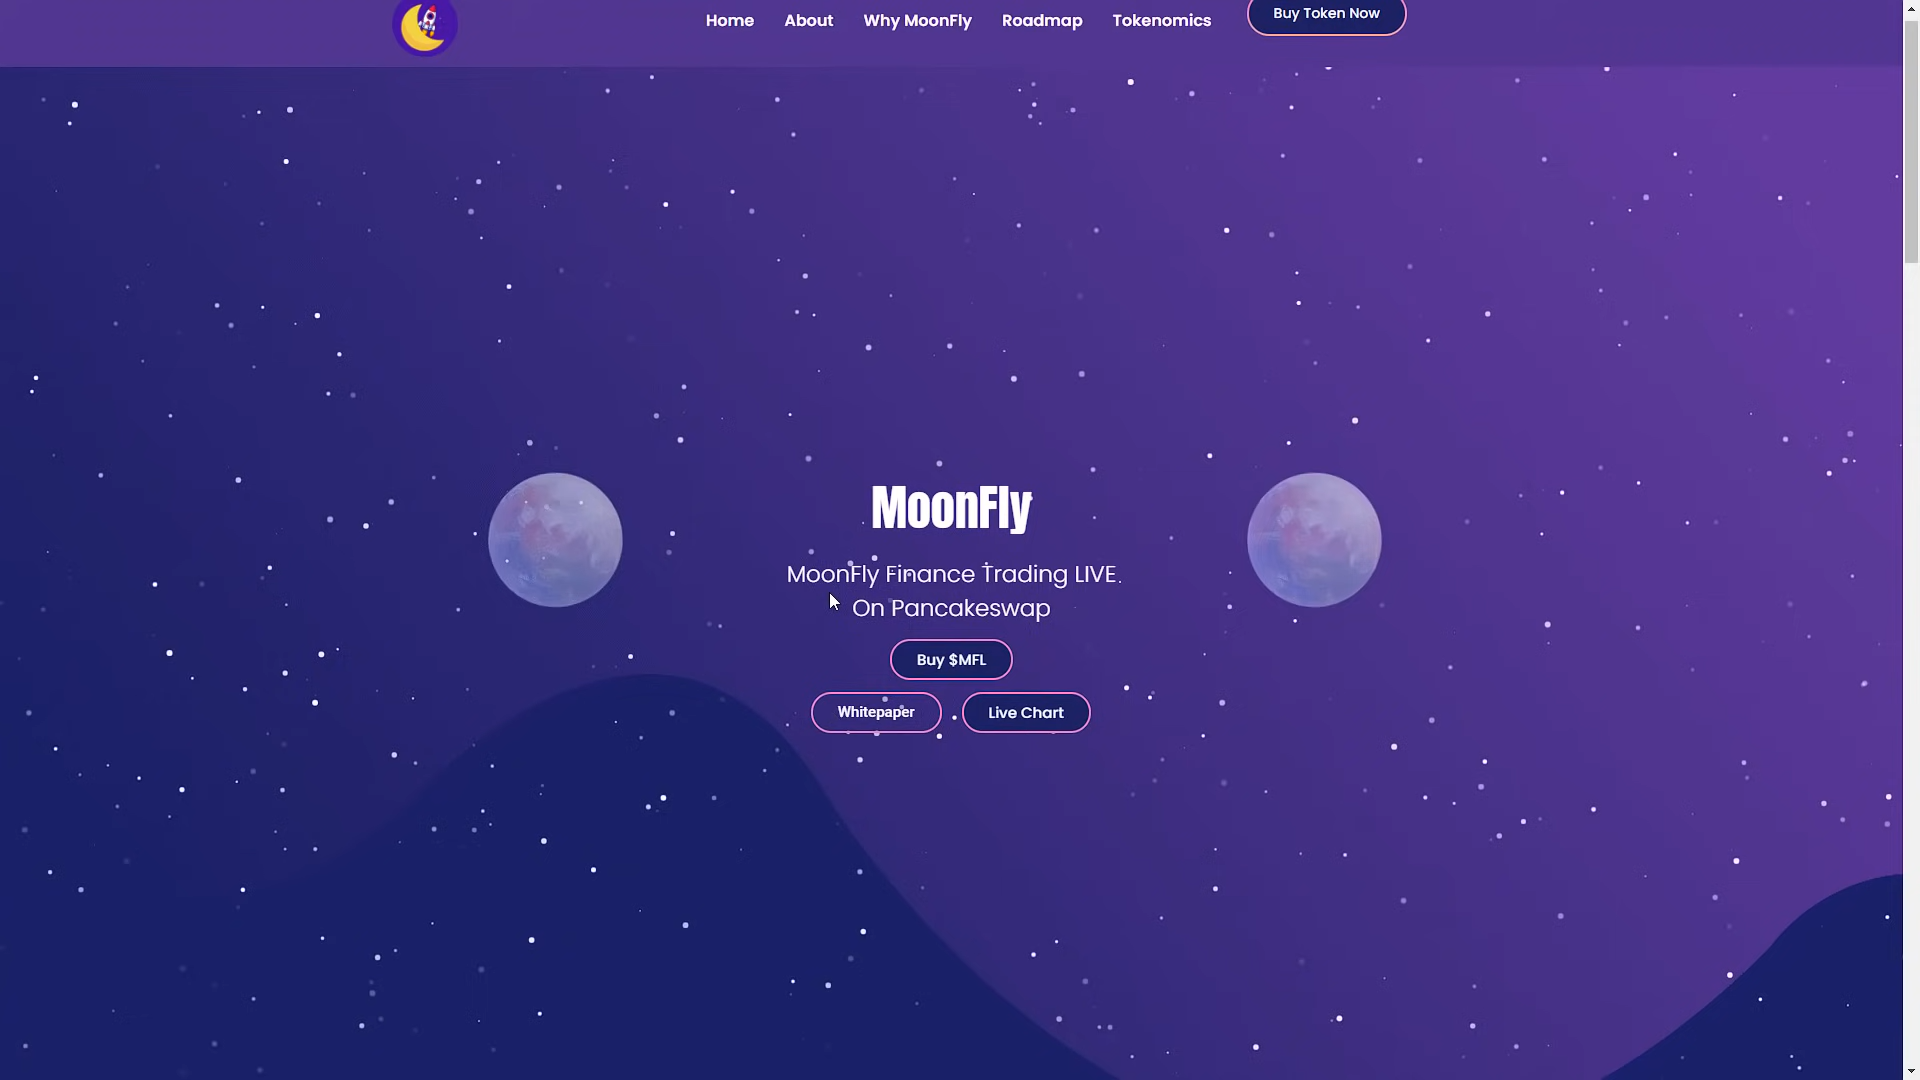 Home About Why MoonFly Roadmap Tokenomics Buy Token Now
MoonFly
MoonFly Finance Trading LIVE.
On Pancakeswap
Buy $MFL
Whitepaper Live Chart